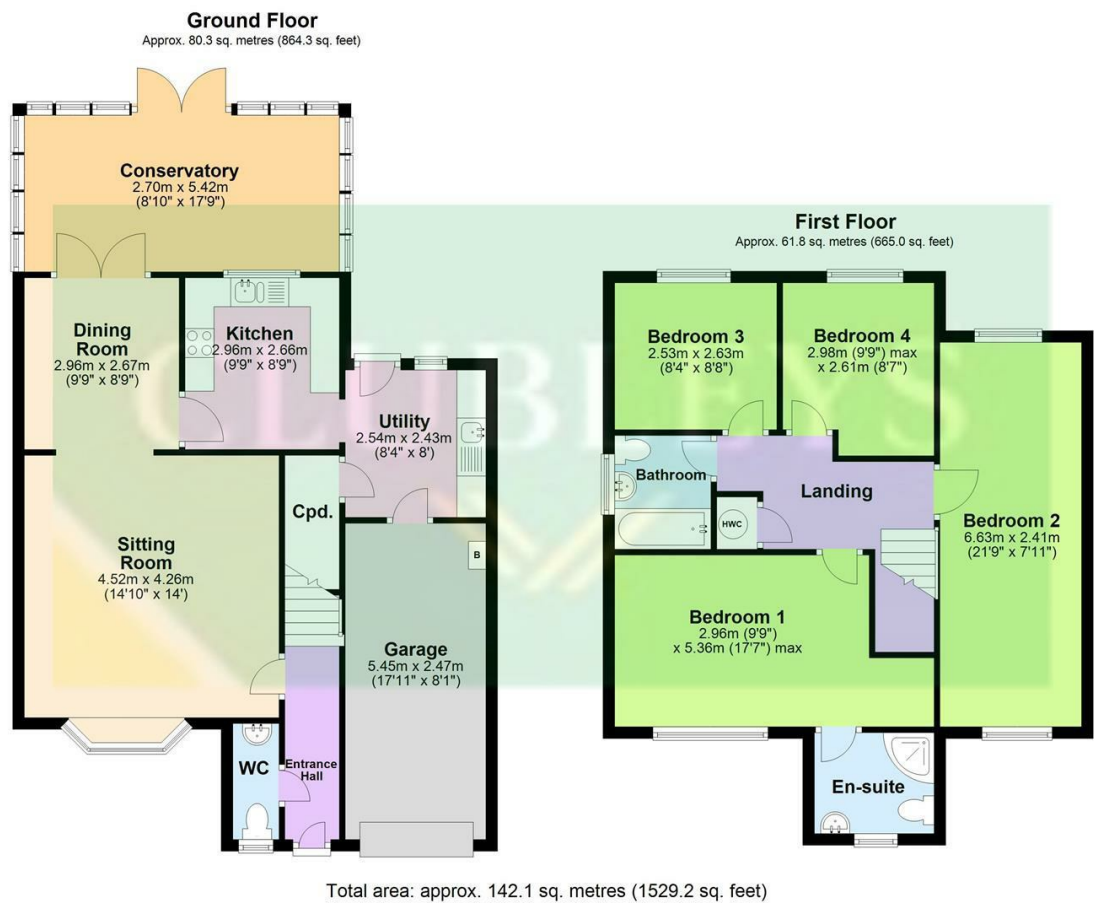 Ground Floor
Approx. 80.3 sq. metres (864.3 sq. feet)
Conservatory
2.70m x 5.42m
(8'10" x 17'9")
Dining
Room
2.96m x 2.67m
(9'9" x 8'9")
Kitchen
2.96m x 2.66m
(9'9" x 8'9")
Utility
2.54m x 2.43m
(8'4" x 8')
Cpd.
Sitting
Room
4.52m x 4.26m
(14'10" x 14')
B
Garage
5.45m x 2.47m
(17'11" x 8'1")
WC
Entrance
Hall
First Floor
Approx. 61.8 sq. metres (665.0 sq. feet)
Bedroom 3
2.53m x 2.63m
(8'4" x 8'8")
Bedroom 4
2.98m (9'9") max
x 2.61m (8'7")
Bathroom
Landing
HWC
Bedroom 2
6.63m x 2.41m
(21'9" x 7'11")
Bedroom 1
2.96m (9'9")
x 5.36m (17'7") max
En-suite
Total area: approx. 142.1 sq. metres (1529.2 sq. feet)
CLUBLEYS